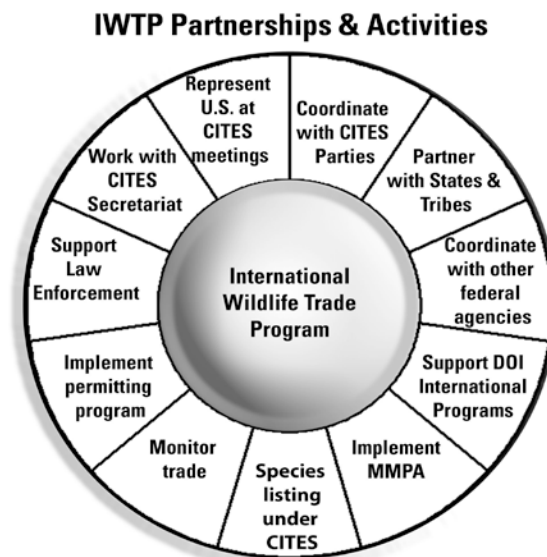 IWTP Partnerships & Activities
Represent
U.S. at
CITES
meetings
Coordinate
with CITES
Parties
Partner
with States &
Tribes
Coordinate
with other
federal
agencies
Support DOI
International
Programs
Implement
MMPA
Species
listing
under
CITES
Monitor
trade
Implement
permitting
program
Support
Law
Enforcement
Work with
CITES
Secretariat
International
Wildlife Trade
Program